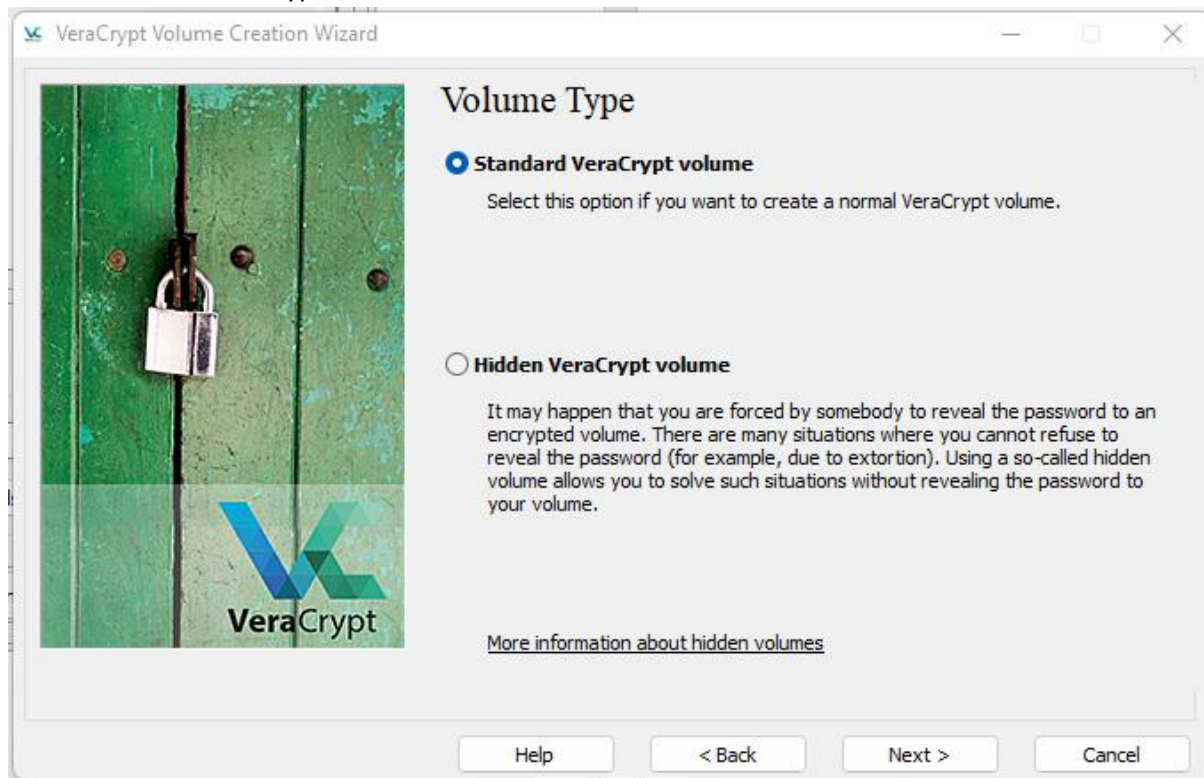 VeraCrypt Volume Creation Wizard
Volume Type
Standard VeraCrypt volume
Select this option if you want to create a normal VeraCrypt volume.
Hidden VeraCrypt volume
It may happen that you are forced by somebody to reveal the password to an
encrypted volume. There are many situations where you cannot refuse to
reveal the password (for example, due to extortion). Using a so-called hidden
volume allows you to solve such situations without revealing the password to
your volume.
VeraCrypt
More information about hidden volumes
Help
< Back
Next >
Cancel